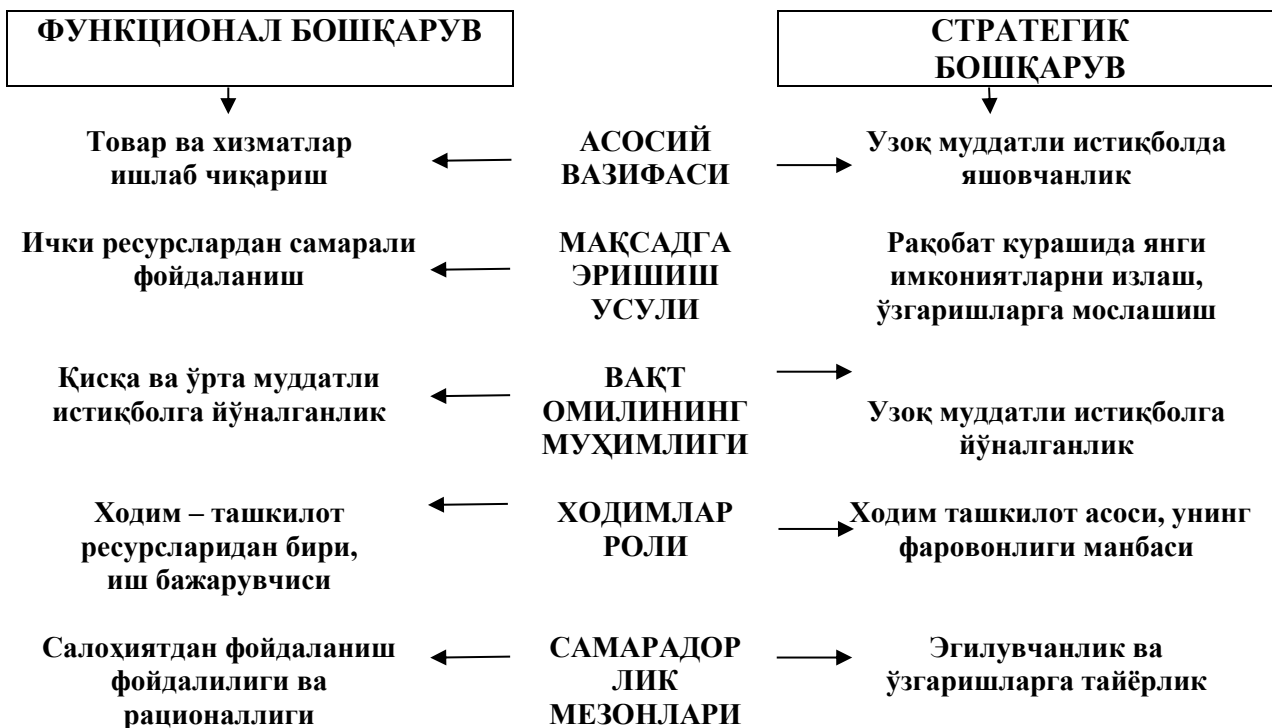 ФУНКЦИОНАЛ БОШҚАРУВ
СТРАТЕГИК
БОШҚАРУВ
Товар ва хизматлар
ишлаб чиқариш
АСОСИЙ
ВАЗИФАСИ
Узоқ муддатли истиқболда
яшовчанлик
Ички ресурслардан самарали
фойдаланиш
МАҚСАДГА
ЭРИШИШ
УСУЛИ
Рақобат курашида янги
имкониятларни излаш,
ўзгаришларга мослашиш
Қисқа ва ўрта муддатли
истиқболга йўналганлик
ВАҚТ
ОМИЛИНИНГ
МУҲИМЛИГИ
Узоқ муддатли истиқболга
йўналганлик
Ходим – ташкилот
ресурсларидан бири,
иш бажарувчиси
ХОДИМЛАР
РОЛИ
Ходим ташкилот асоси, унинг
фаровонлиги манбаси
Салоҳиятдан фойдаланиш
фойдалилиги ва
рационаллиги
САМАРАДОР
ЛИК
МЕЗОНЛАРИ
Эгилувчанлик ва
ўзгаришларга тайёрлик